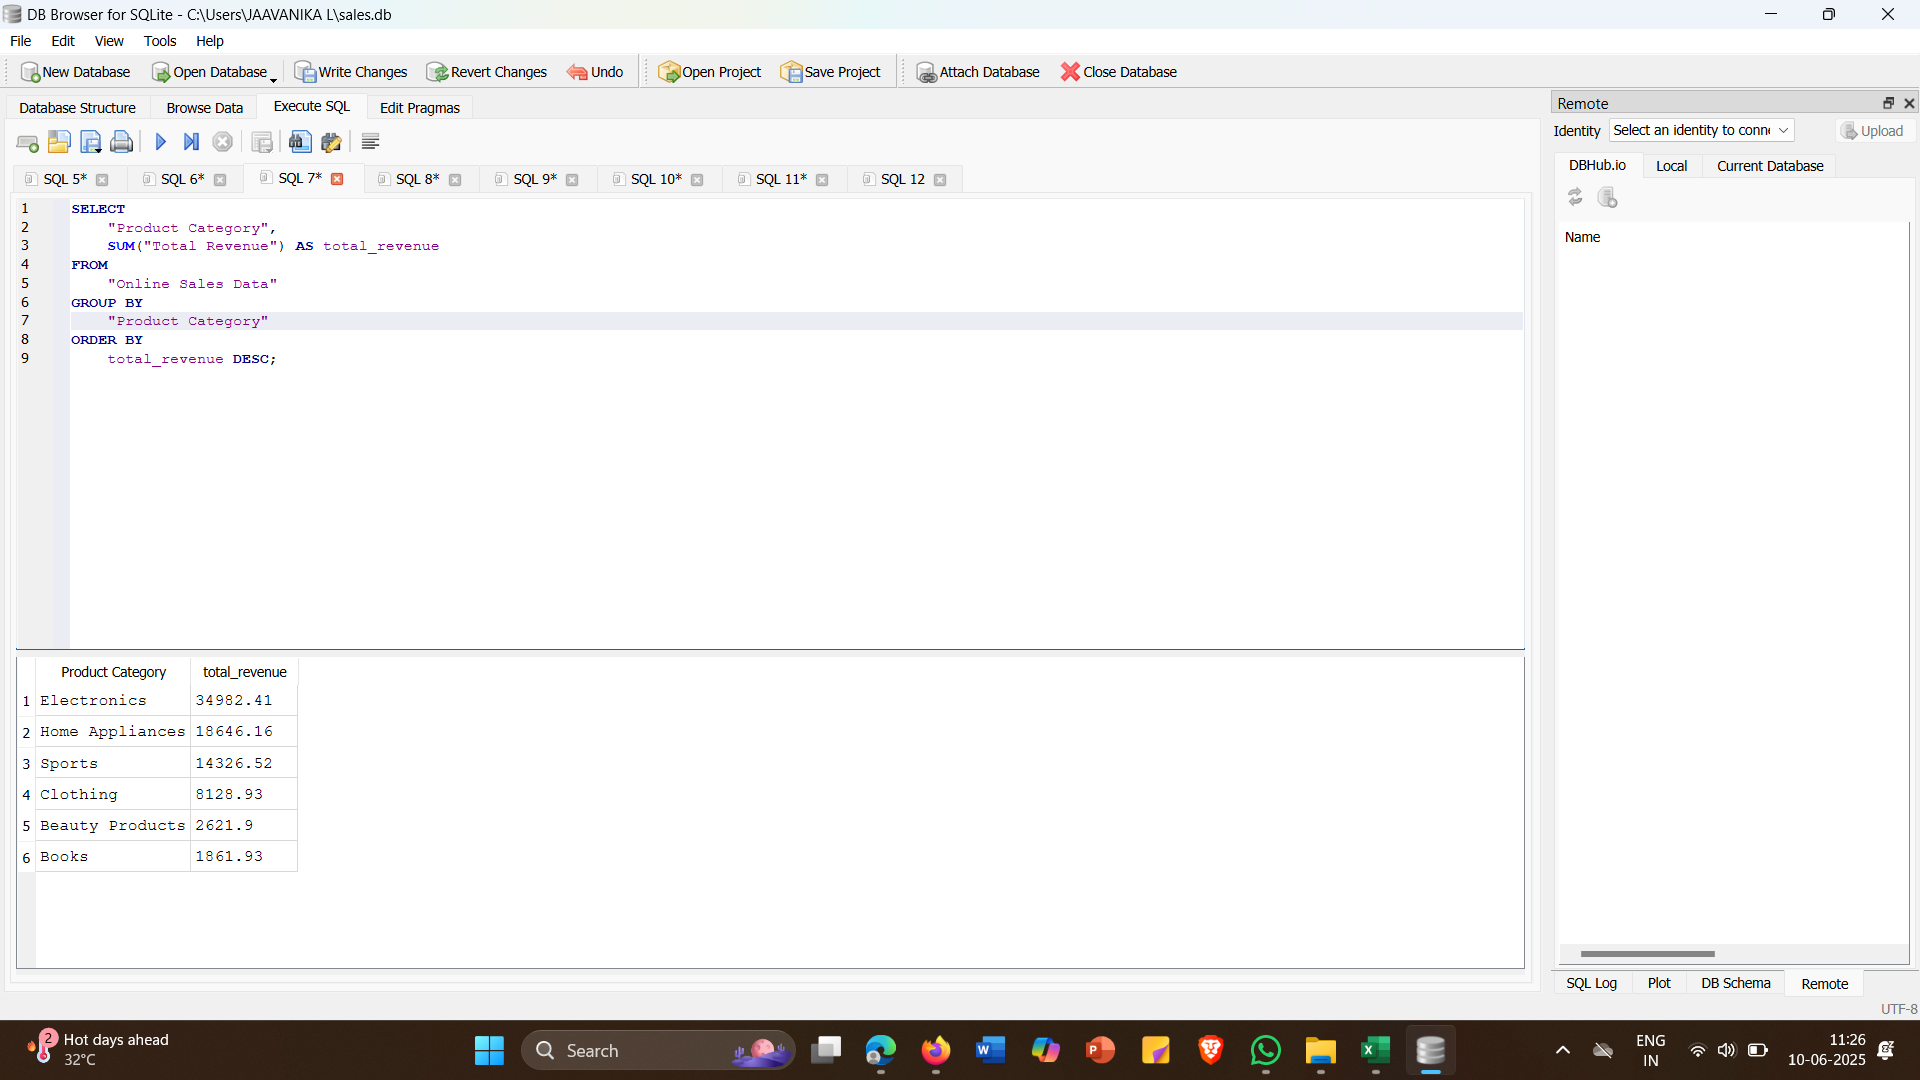 DB Browser for SQLite - C:\Users\JAAVANIKA L\sales.db
File Edit View Tools Help
New Database Open Database Write Changes Revert Changes Undo Open Project Save Project Attach Database Close Database
Database Structure Browse Data Execute SQL Edit Pragmas
SQL 5* SQL 6* SQL 7* SQL 8* SQL 9* SQL 10* SQL 11* SQL 12
1 SELECT
2 "Product Category",
3 SUM("Total Revenue") AS total_revenue
4 FROM
5 "Online Sales Data"
6 GROUP BY
7 "Product Category"
8 ORDER BY
9 total_revenue DESC;
Product Category total_revenue
1 Electronics 34982.41
2 Home Appliances 18646.16
3 Sports 14326.52
4 Clothing 8128.93
5 Beauty Products 2621.9
6 Books 1861.93
Remote
Identity Select an identity to conne Upload
DBHub.io Local Current Database
Name
SQL Log Plot DB Schema Remote
UTF-8
2 Hot days ahead
32°C
Search
W
P
X
ENG
IN
11:26
10-06-2025